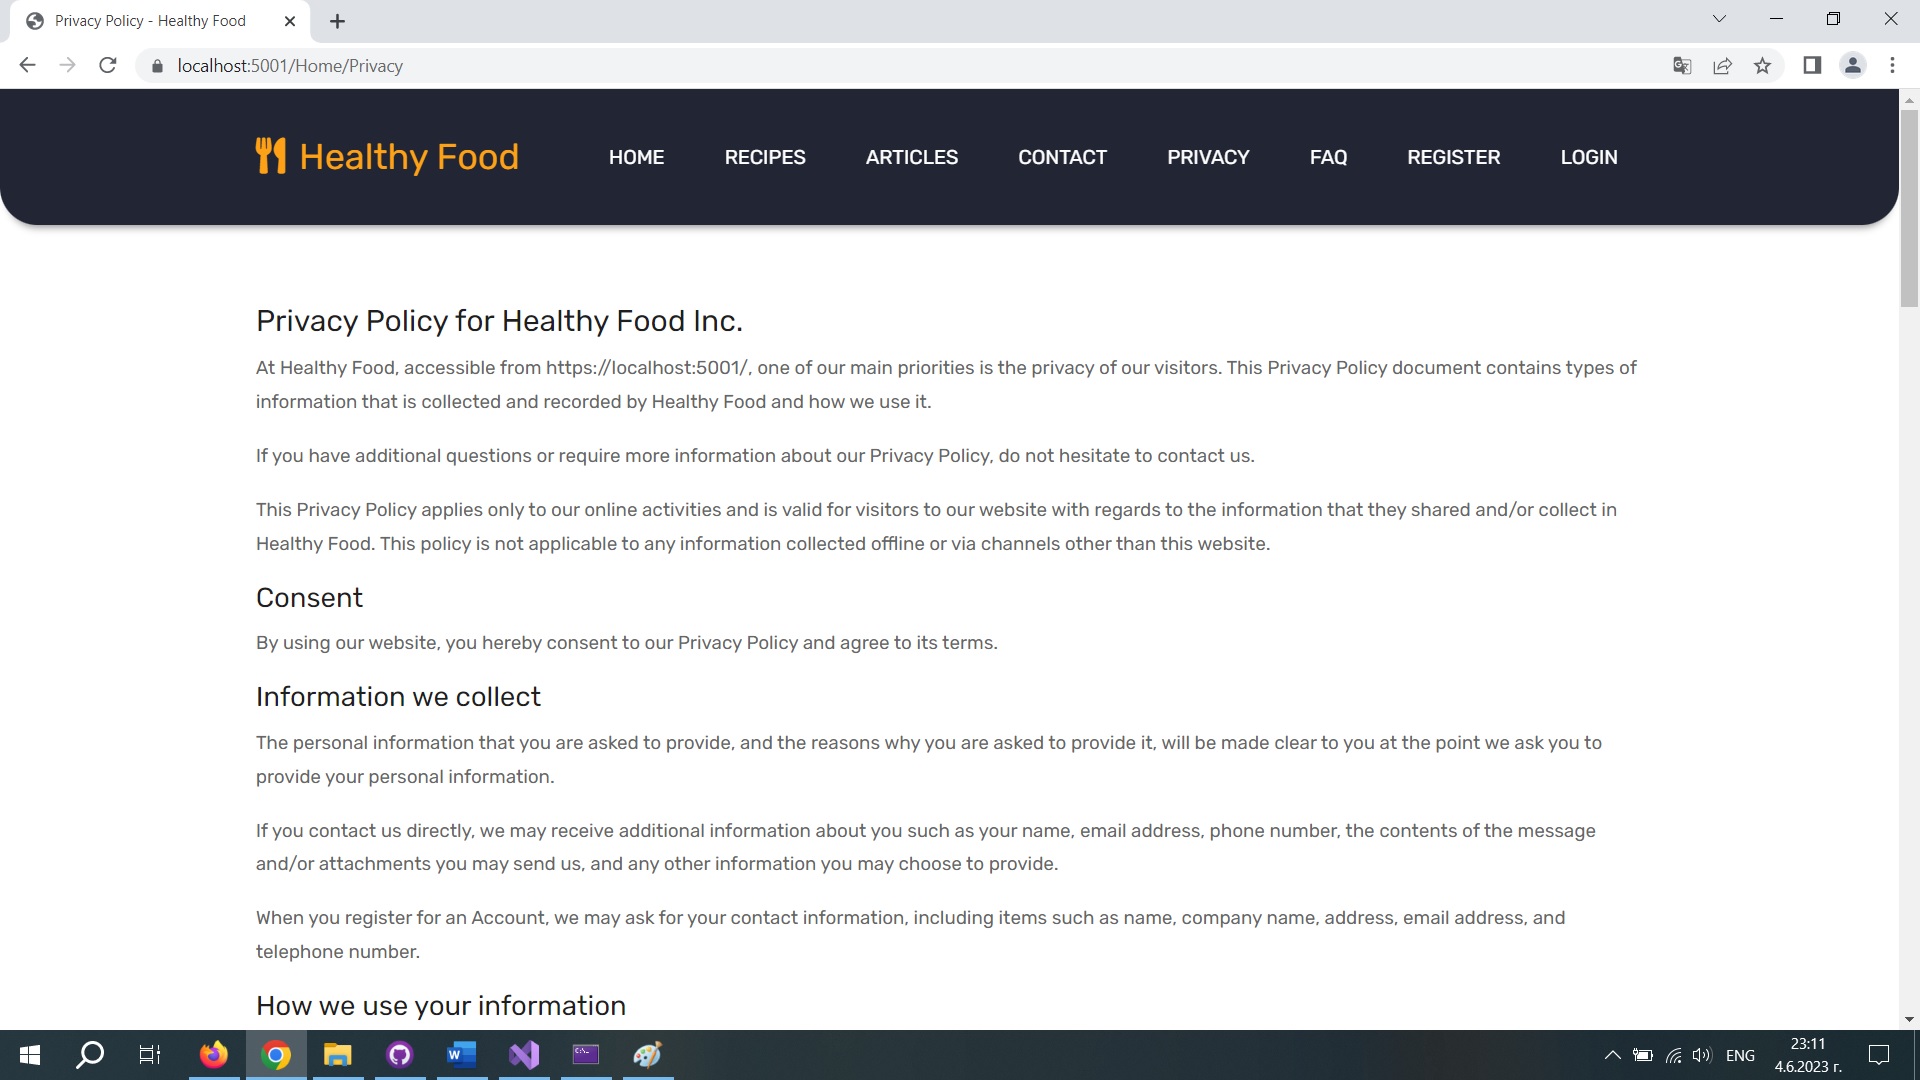 Privacy Policy - Healthy Food
localhost:5001/Home/Privacy
Healthy Food
HOME
RECIPES
ARTICLES
CONTACT
PRIVACY
FAQ
REGISTER
LOGIN
Privacy Policy for Healthy Food Inc.
At Healthy Food, accessible from https://localhost:5001/, one of our main priorities is the privacy of our visitors. This Privacy Policy document contains types of
information that is collected and recorded by Healthy Food and how we use it.
If you have additional questions or require more information about our Privacy Policy, do not hesitate to contact us.
This Privacy Policy applies only to our online activities and is valid for visitors to our website with regards to the information that they shared and/or collect in
Healthy Food. This policy is not applicable to any information collected offline or via channels other than this website.
Consent
By using our website, you hereby consent to our Privacy Policy and agree to its terms.
Information we collect
The personal information that you are asked to provide, and the reasons why you are asked to provide it, will be made clear to you at the point we ask you to
provide your personal information.
If you contact us directly, we may receive additional information about you such as your name, email address, phone number, the contents of the message
and/or attachments you may send us, and any other information you may choose to provide.
When you register for an Account, we may ask for your contact information, including items such as name, company name, address, email address, and
telephone number.
How we use your information
ENG
23:11
4.6.2023 г.